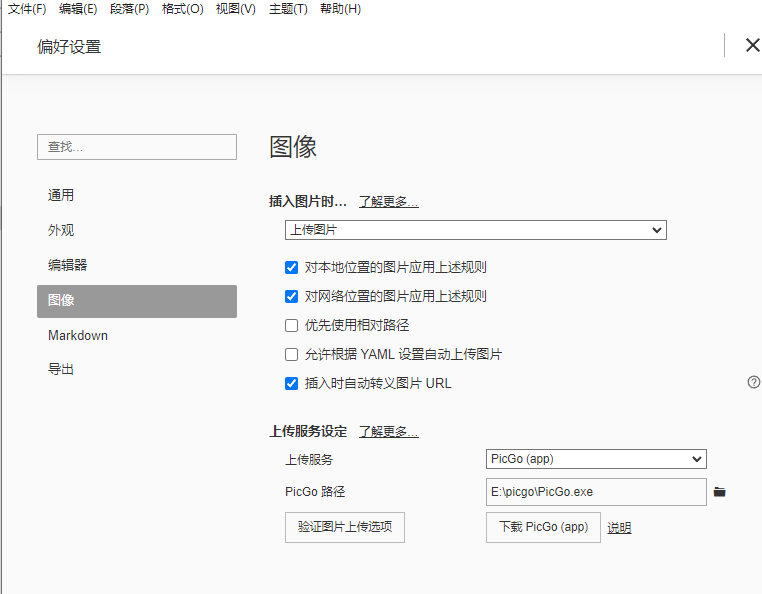 文件(F) 编辑(E) 段落(P) 格式(O) 视图(V) 主题(T) 帮助(H)
偏好设置
查找...
通用
外观
编辑器
图像
Markdown
导出
图像
插入图片时... 了解更多...
上传图片
对本地位置的图片应用上述规则
对网络位置的图片应用上述规则
优先使用相对路径
允许根据 YAML 设置自动上传图片
插入时自动转义图片 URL
上传服务设定 了解更多...
上传服务 PicGo (app)
PicGo 路径 E:\picgo\PicGo.exe
验证图片上传选项 下载 PicGo (app) 说明